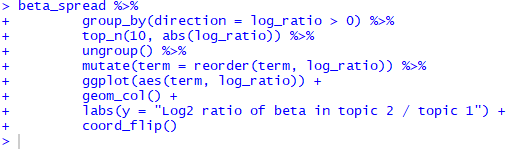 > beta_spread %>%
+         group_by(direction = log_ratio > 0) %>%
+         top_n(10, abs(log_ratio)) %>%
+         ungroup() %>%
+         mutate(term = reorder(term, log_ratio)) %>%
+         ggplot(aes(term, log_ratio)) +
+         geom_col() +
+         labs(y = "Log2 ratio of beta in topic 2 / topic 1") +
+         coord_flip()
>